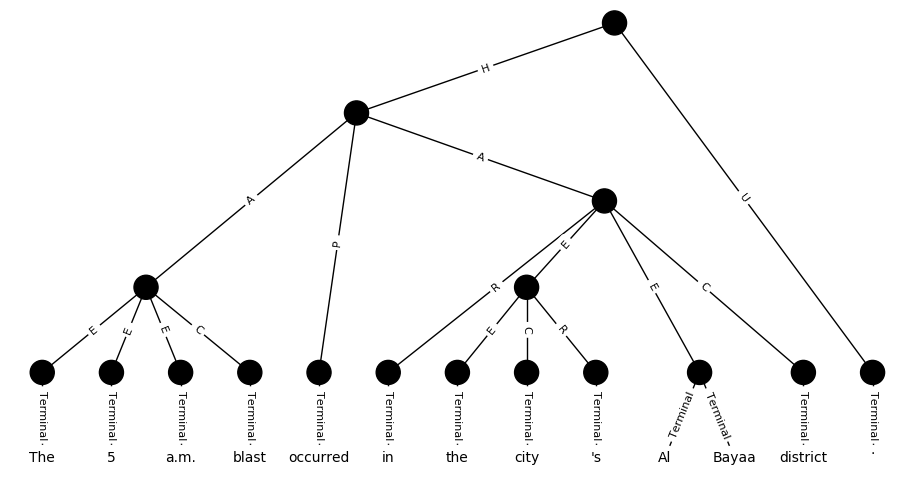 H
A
A
U
P
E
R
E
C
E
E
E
C
E
C
R
Terminal Terminal Terminal Terminal Terminal Terminal Terminal Terminal Terminal Terminal Terminal Terminal Terminal
The 5 a.m. blast occurred in the city 's Al Bayaa district .